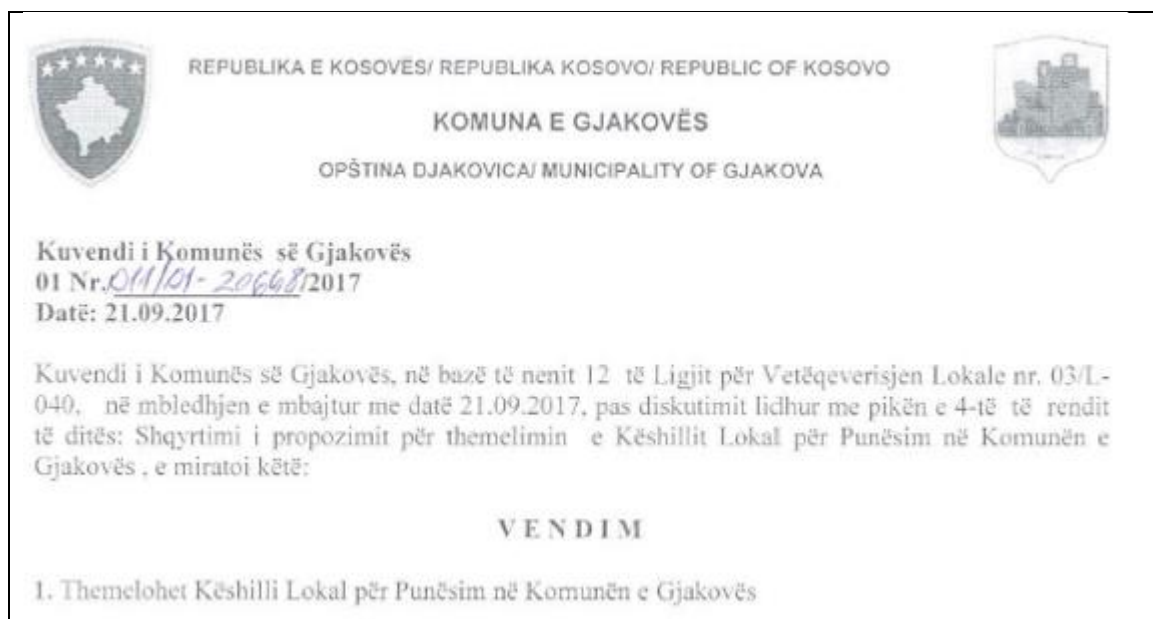 REPUBLIKA E KOSOVËS/ REPUBLIKA KOSOVO/ REPUBLIC OF KOSOVO
KOMUNA E GJAKOVËS
OPŠTINA DJAKOVICA/ MUNICIPALITY OF GJAKOVA
Kuvendi i Komunës së Gjakovës
01 Nr.011/01-20668/2017
Datë: 21.09.2017
Kuvendi i Komunës së Gjakovës, në bazë të nenit 12 të Ligjit për Vetëqeverisjen Lokale nr. 03/L-
040, në mbledhjen e mbajtur me datë 21.09.2017, pas diskutimit lidhur me pikën e 4-të të rendit
të ditës: Shqyrtimi i propozimit për themelimin e Këshillit Lokal për Punësim në Komunën e
Gjakovës , e miratoi këtë:
V E N D I M
1. Themelohet Këshilli Lokal për Punësim në Komunën e Gjakovës